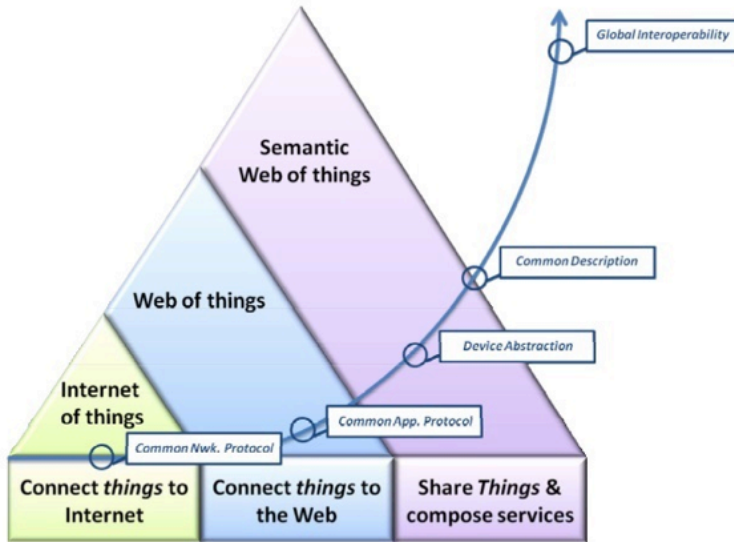 Global Interoperability
Semantic
Web of things
Common Description
Web of things
Device Abstraction
Internet
of things
Common App. Protocol
Common Nwk. Protocol
Connect things to
Internet
Connect things to
the Web
Share Things &
compose services